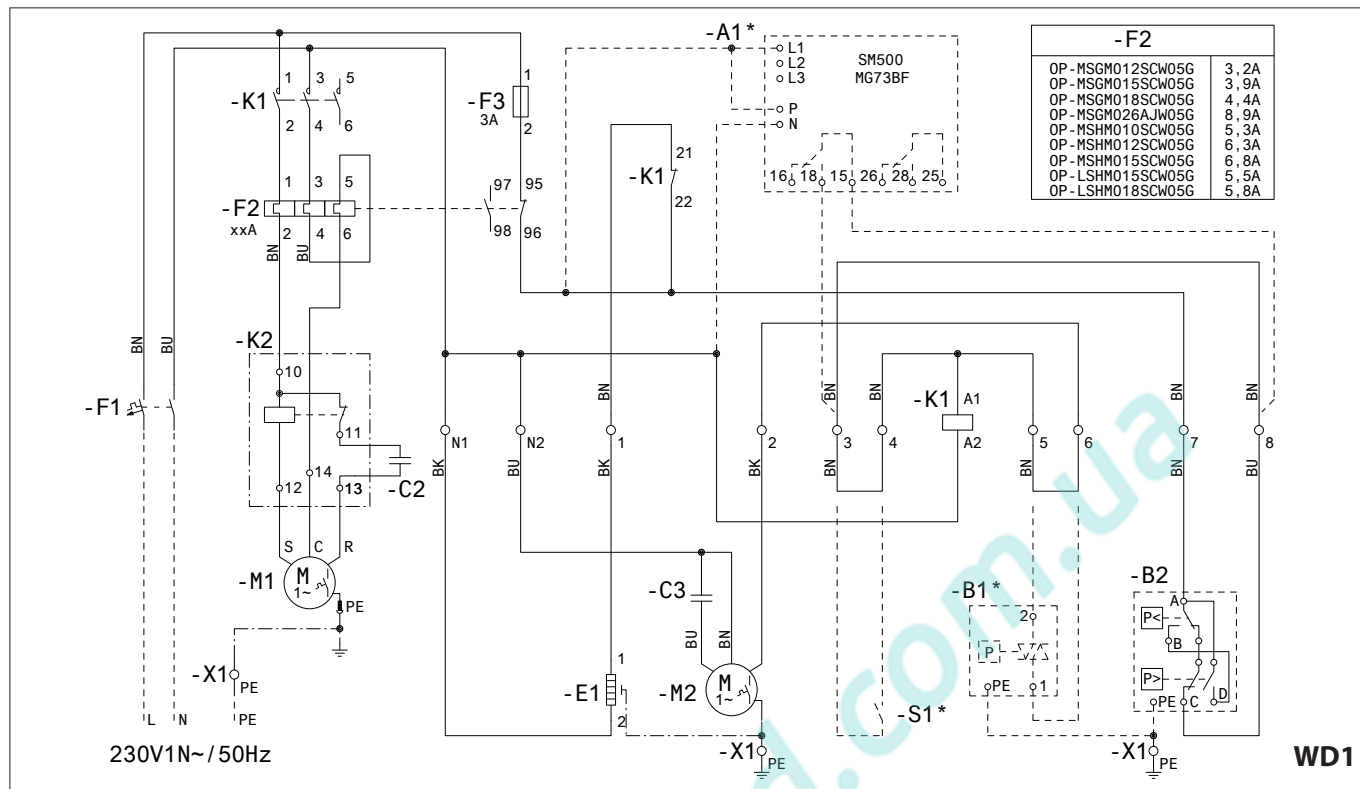 -A1*
L1
L2
L3
P
N
SM500
MG73BF
16 18 15 26 28 25
-F2
OP-MSGM012SCW05G 3,2A
OP-MSGM015SCW05G 3,9A
OP-MSGM018SCW05G 4,4A
OP-MSGM026AJW05G 8,9A
OP-MSHM010SCW05G 5,3A
OP-MSHM012SCW05G 6,3A
OP-MSHM015SCW05G 6,8A
OP-LSHM015SCW05G 5,5A
OP-LSHM018SCW05G 5,8A
1 3 5
-K1
2 4 6
1
-F3
3A
2
21
-K1
22
1 3 5
-F2
xxA
2 4 6
97 95
98 96
BN BU
BN BU
-K2
10
-F1
11
14
12 13
-C2
S C R
-M1
M
1~
PE
-X1
PE
L N PE
230V1N~/50Hz
N1
BK
N2
BU
BN
1
BK
2
BK
BN
3
BN
4
BN
-K1
A1
A2
5
BN
6
BN
7
BN
BN
8
BU
-C3
BU BN
-M2
M
1~
1
-E1
2
-X1
PE
-S1*
-B1*
2
P
PE
1
-B2
A
P<
B
P>
PE C D
-X1
PE
WD1
d.com.ua